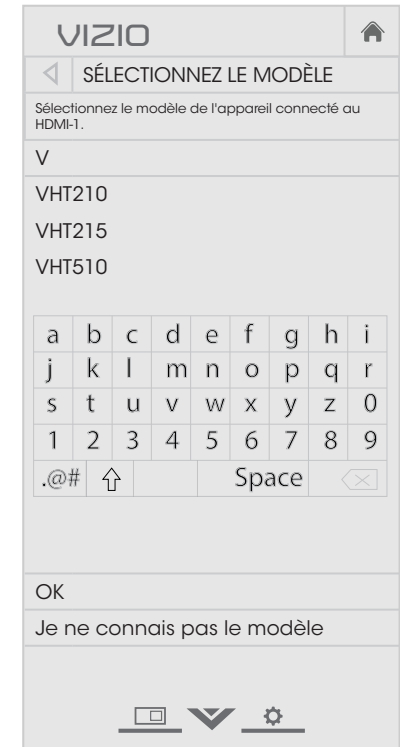 VIZIO
SÉLECTIONNEZ LE MODÈLE
Sélectionnez le modèle de l'appareil connecté au
HDMI-1.
V
VHT210
VHT215
VHT510
a b c d e f g h i
j k l m n o p q r
s t u v w x y z 0
1 2 3 4 5 6 7 8 9
.@# Space
OK
Je ne connais pas le modèle